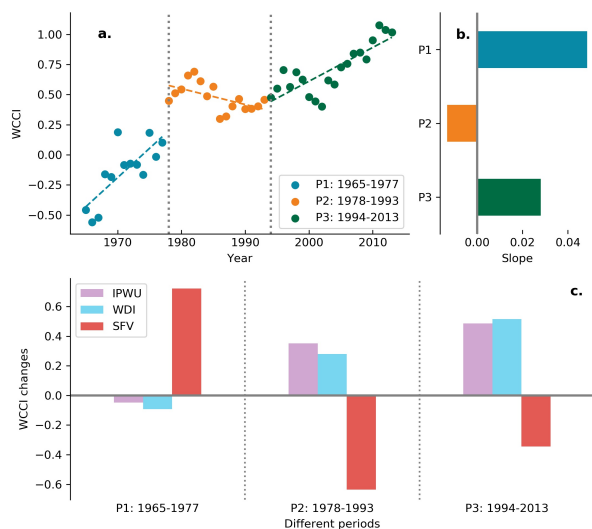 a.
1.00
0.75
0.50
0.25
0.00
−0.25
−0.50
WCCI
P1: 1965-1977
P2: 1978-1993
P3: 1994-2013
1970 1980 1990 2000 2010
Year
b.
P1
P2
P3
0.00 0.02 0.04
Slope
c.
IPWU
WDI
SFV
0.6
0.4
0.2
0.0
−0.2
−0.4
−0.6
WCCI changes
P1: 1965-1977 P2: 1978-1993 P3: 1994-2013
Different periods